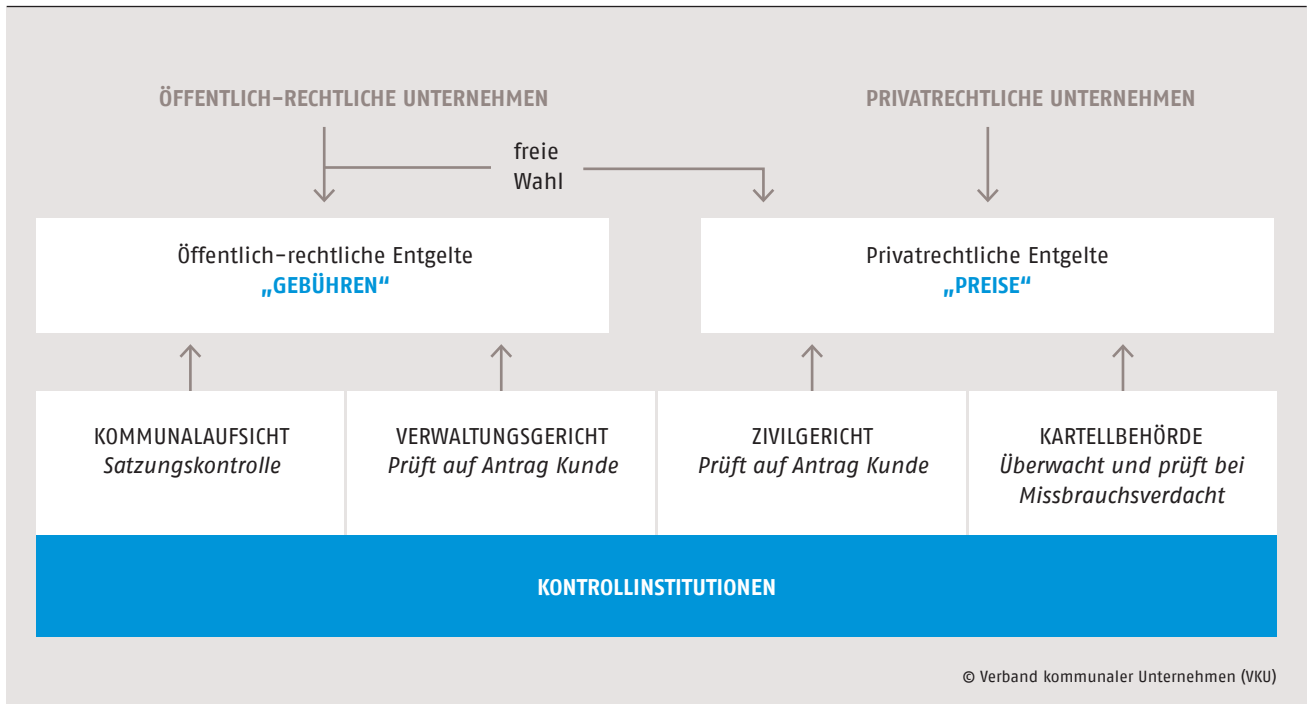 ÖFFENTLICH-RECHTLICHE UNTERNEHMEN
PRIVATRECHTLICHE UNTERNEHMEN
freie
Wahl
Öffentlich-rechtliche Entgelte
„GEBÜHREN“
Privatrechtliche Entgelte
„PREISE“
KOMMUNALAUFSICHT
Satzungskontrolle
VERWALTUNGSGERICHT
Prüft auf Antrag Kunde
ZIVILGERICHT
Prüft auf Antrag Kunde
KARTELLBEHÖRDE
Überwacht und prüft bei
Missbrauchsverdacht
KONTROLLINSTITUTIONEN
© Verband kommunaler Unternehmen (VKU)